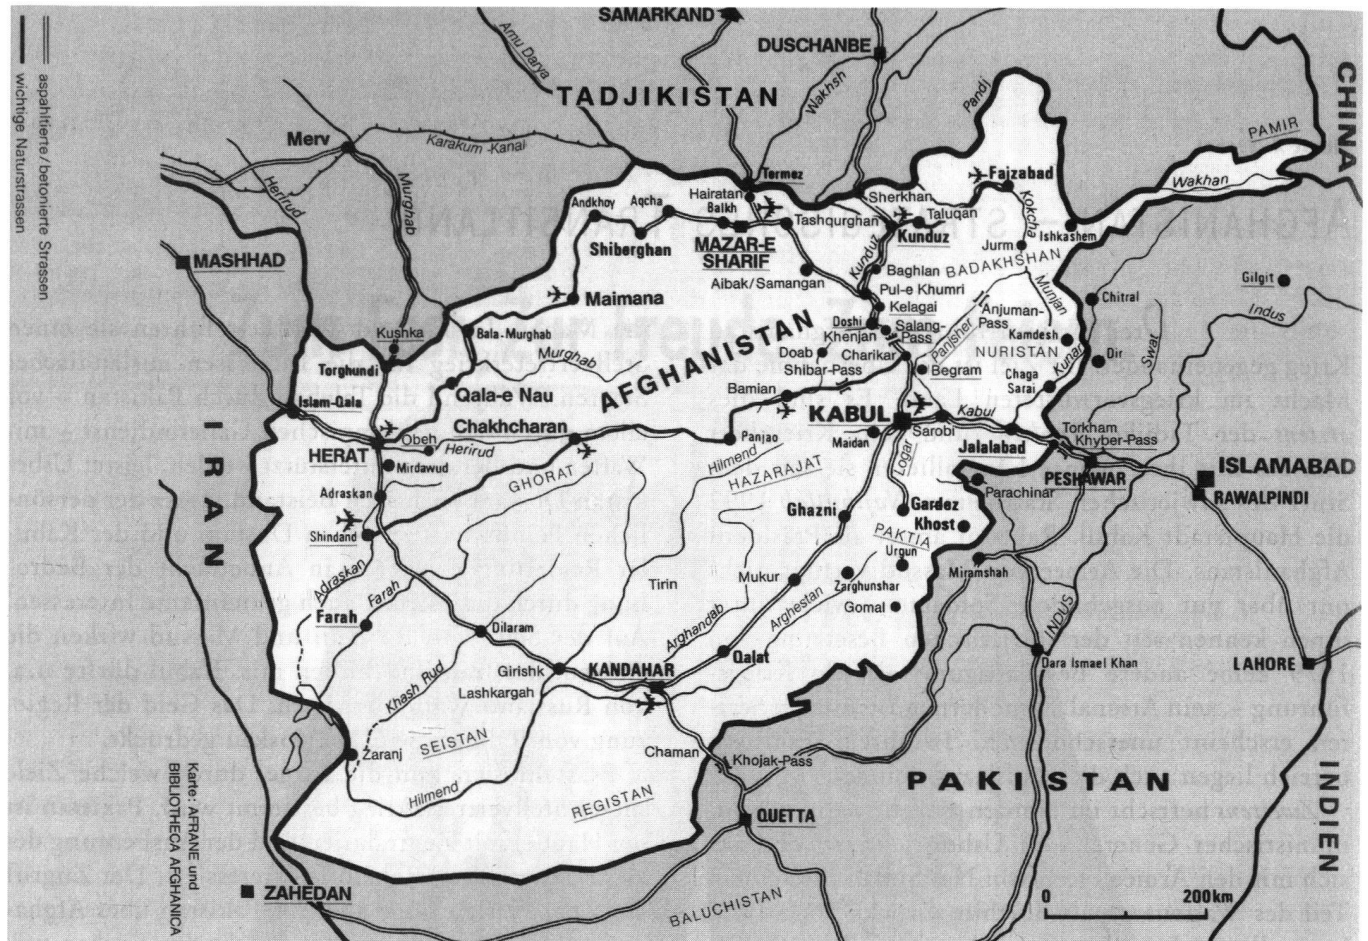 SAMARKAND
DUSCHANBE
CHINA
Amu Darya
Wakhsh
TADJIKISTAN
Pandj
PAMIR
asphaltierte/betonierte Strassen
wichtige Naturstrassen
Merv
Karakum-Kanal
Herirud
Murghab
Termez
Fajzabad
Wakhan
Hairatan
Sherkhan
Andkhoy
Aqcha
Balkh
Tashqurghan
Taluqan
Kokcha
Shiberghan
MAZAR-E
SHARIF
Kunduz
Kunduz
Jurm
Ishkashem
MASHHAD
BADAKHSHAN
Aibak/Samangan
Baghlan
Gilgit
Pul-e Khumri
Munjan
Maimana
Kelagai
Chitral
Indus
Kushka
Bala-Murghab
AFGHANISTAN
Doshi
Salang-
Pass
Anjuman-
Pass
Khenjan
Kamdesh
Murghab
Doab
Charikar
Panjsher
NURISTAN
Dir
Swat
Torghundi
Shibar-Pass
Begram
Chaga
Sarai
Kunar
Qala-e Nau
Bamian
Islam-Qala
Chakhcharan
KABUL
Kabul
Obeh
Herirud
Panjao
Maidan
Sarobi
Torkham
Khyber-Pass
HERAT
Hilmend
Logar
Jalalabad
ISLAMABAD
Mirdawud
GHORAT
HAZARAJAT
PESHAWAR
RAWALPINDI
Parachinar
Adraskan
Ghazni
Gardez
Khost
IRAN
Shindand
PAKTIA
Urgun
Miramshah
Adraskan
Farah
Tirin
Mukur
Zarghunshar
Gomal
Farah
Dilaram
Arghandab
Arghestan
INDUS
Qalat
Dara Ismael Khan
LAHORE
Girishk
KANDAHAR
Khash Rud
Lashkargah
Zaranj
SEISTAN
Chaman
Khojak-Pass
PAKISTAN
INDIEN
Hilmend
REGISTAN
QUETTA
Karte: AFRANE und
BIBLIOTHECA AFGHANICA
ZAHEDAN
BALUCHISTAN
0 200km